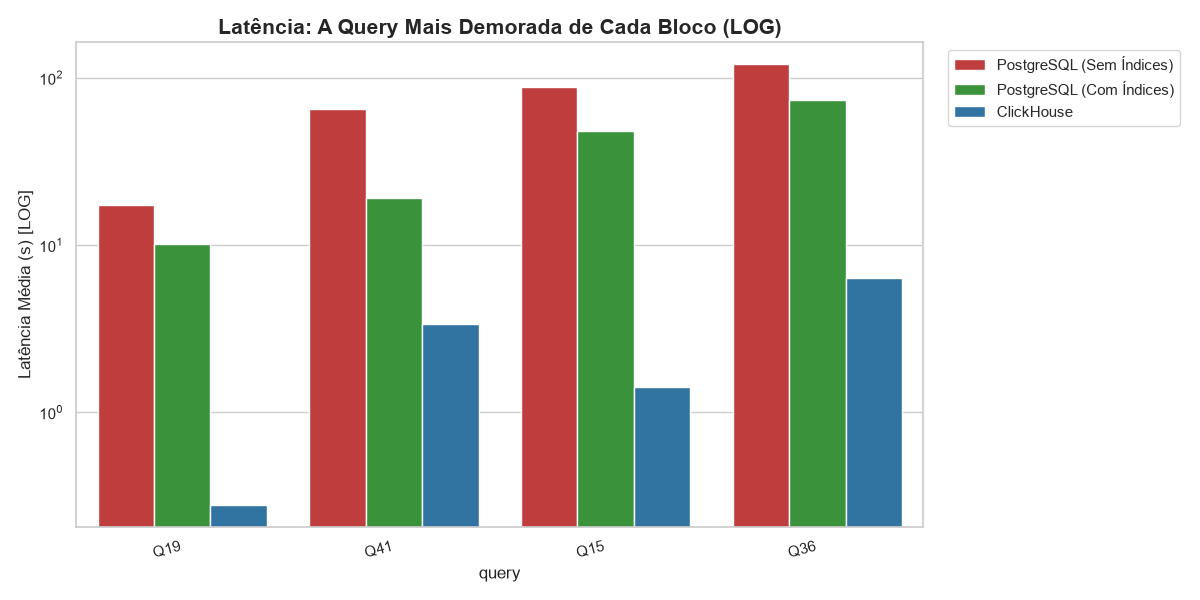 Latência: A Query Mais Demorada de Cada Bloco (LOG)
PostgreSQL (Sem Índices)
PostgreSQL (Com Índices)
ClickHouse
Latência Média (s) [LOG]
10²
10¹
10⁰
Q19
Q41
Q15
Q36
query